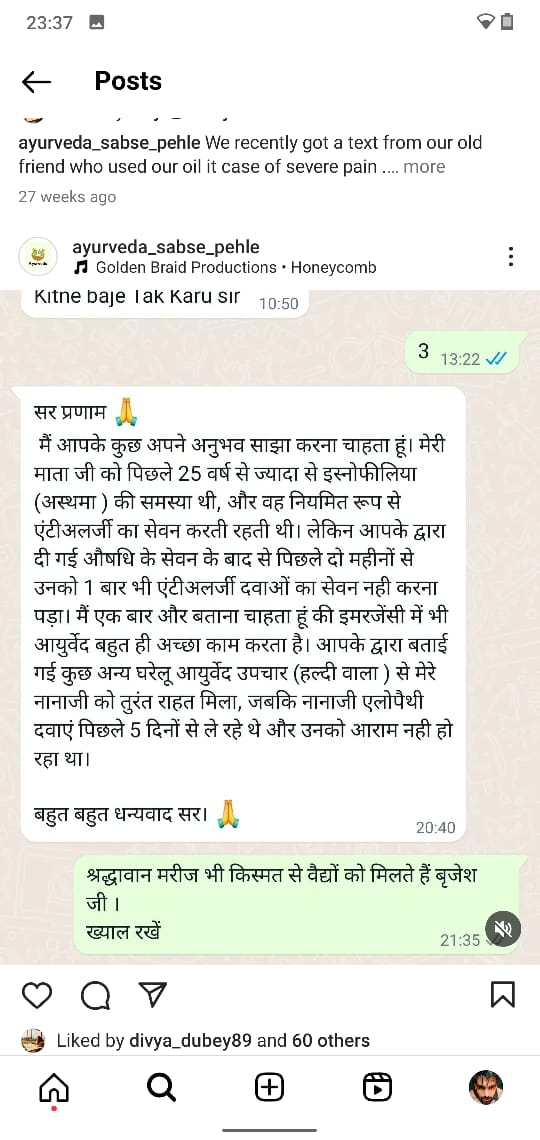 23:37
Posts
ayurveda_sabse_pehle We recently got a text from our old
friend who used our oil it case of severe pain .... more
27 weeks ago
ayurveda_sabse_pehle
Golden Braid Productions • Honeycomb
Kitne baje Tak Karu sir 10:50
3 13:22
सर प्रणाम 🙏
मैं आपके कुछ अपने अनुभव साझा करना चाहता हूं। मेरी
माता जी को पिछले 25 वर्ष से ज्यादा से इस्नोफीलिया
(अस्थमा ) की समस्या थी, और वह नियमित रूप से
एंटीअलर्जी का सेवन करती रहती थी। लेकिन आपके द्वारा
दी गई औषधि के सेवन के बाद से पिछले दो महीनों से
उनको 1 बार भी एंटीअलर्जी दवाओं का सेवन नही करना
पड़ा। मैं एक बार और बताना चाहता हूं की इमरजेंसी में भी
आयुर्वेद बहुत ही अच्छा काम करता है। आपके द्वारा बताई
गई कुछ अन्य घरेलू आयुर्वेद उपचार (हल्दी वाला ) से मेरे
नानाजी को तुरंत राहत मिला, जबकि नानाजी एलोपैथी
दवाएं पिछले 5 दिनों से ले रहे थे और उनको आराम नही हो
रहा था।
बहुत बहुत धन्यवाद सर। 🙏
20:40
श्रद्धावान मरीज भी किस्मत से वैद्यों को मिलते हैं बृजेश
जी ।
ख्याल रखें
21:35
Liked by divya_dubey89 and 60 others